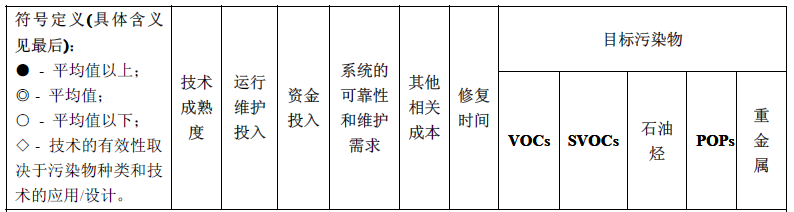 符号定义(具体含义
见最后)：
● - 平均值以上；
◎ - 平均值；
○ - 平均值以下；
◇ - 技术的有效性取
决于污染物种类和技
术的应用/设计。
技术
成熟
度
运行
维护
投入
资金
投入
系统的
可靠性
和维护
需求
其他
相关
成本
修复
时间
目标污染物
VOCs
SVOCs
石油
烃
POPs
重
金
属